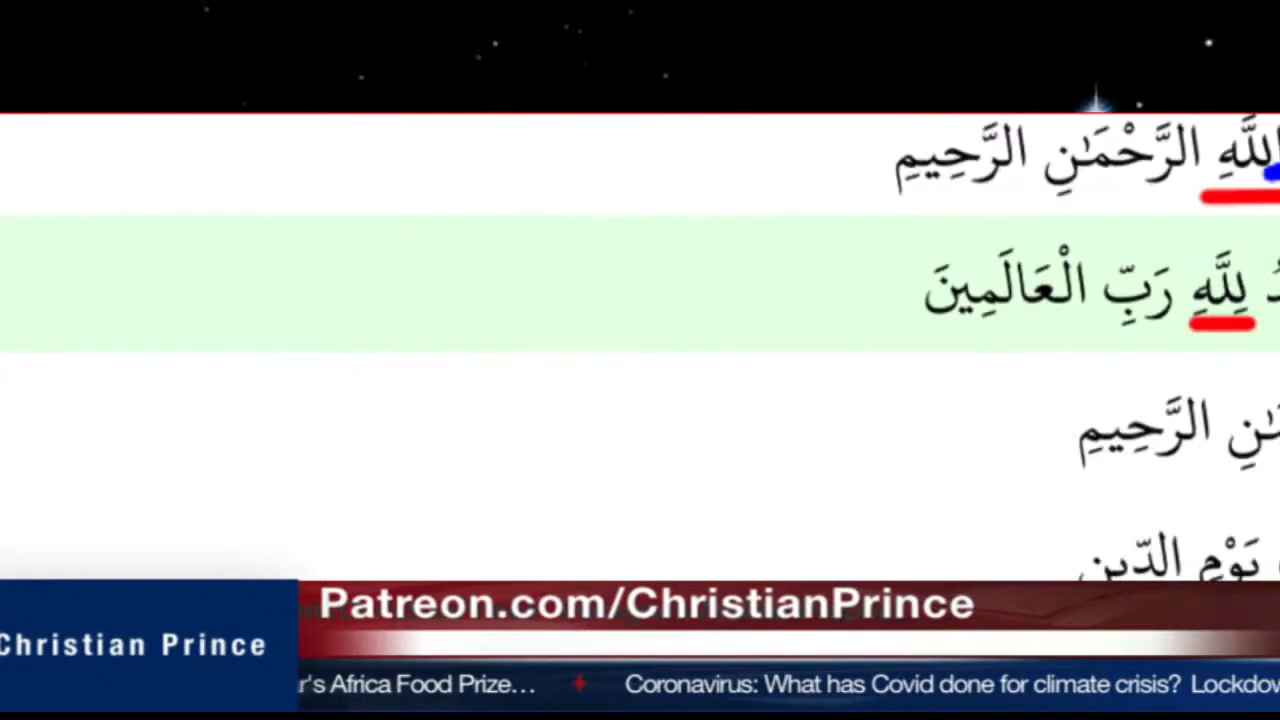 اللَّهِ الرَّحْمَٰنِ الرَّحِيمِ
لِلَّهِ رَبِّ الْعَالَمِينَ
الرَّحِيمِ
يَوْمِ الدِّينِ
Patreon.com/ChristianPrince
Christian Prince
r's Africa Food Prize… Coronavirus: What has Covid done for climate crisis? Lockdow